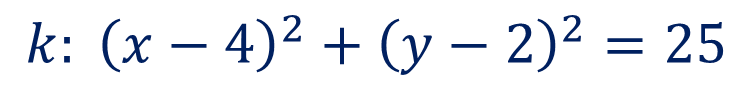 k: (x − 4)² + (y − 2)² = 25